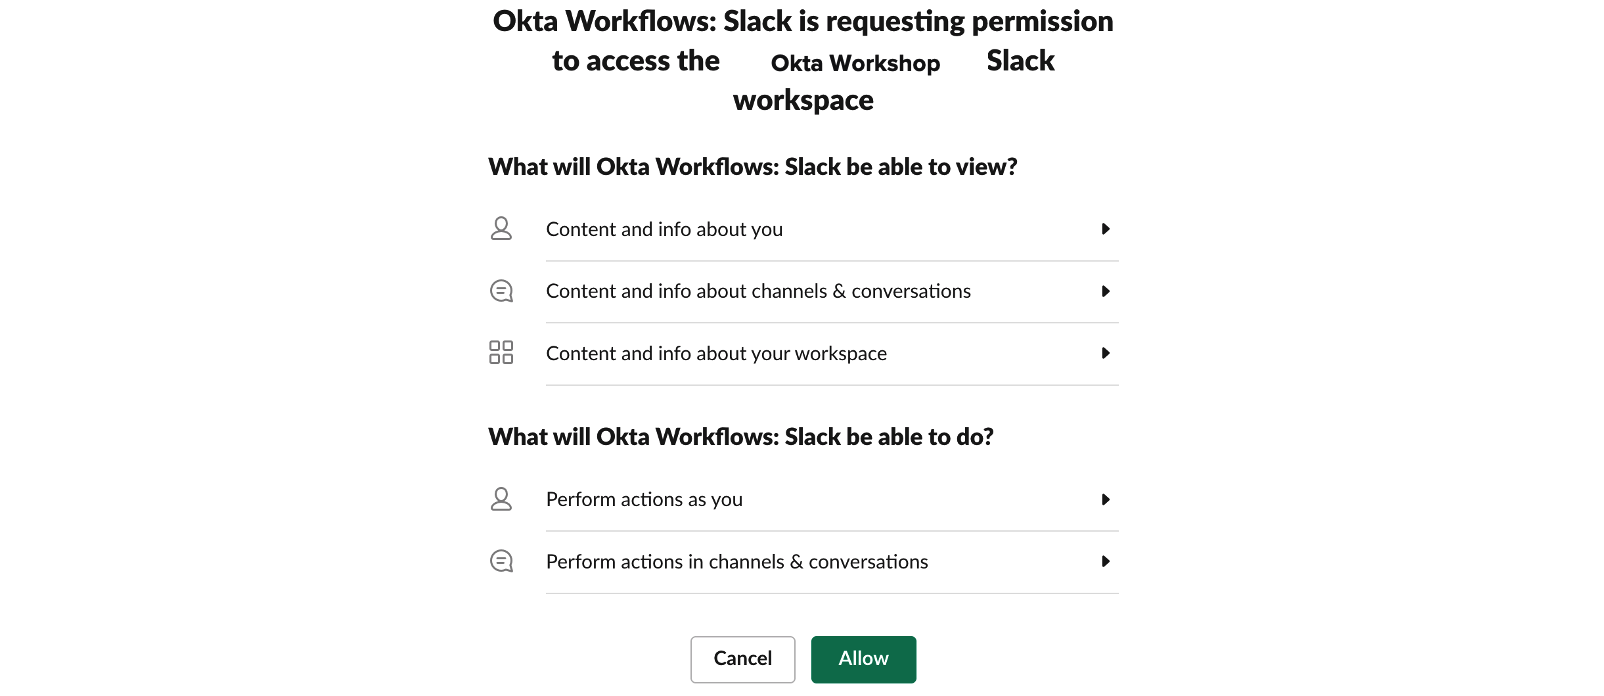 Okta Workflows: Slack is requesting permission
to access the Okta Workshop Slack
workspace
What will Okta Workflows: Slack be able to view?
Content and info about you
Content and info about channels & conversations
Content and info about your workspace
What will Okta Workflows: Slack be able to do?
Perform actions as you
Perform actions in channels & conversations
Cancel Allow